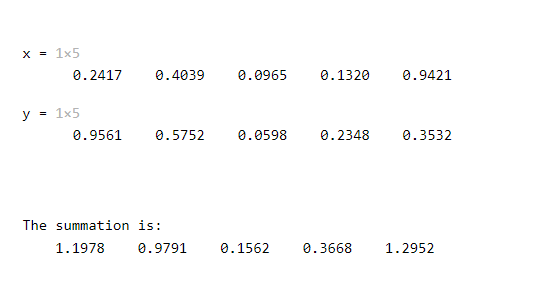 x = 1×5
0.2417 0.4039 0.0965 0.1320 0.9421
y = 1×5
0.9561 0.5752 0.0598 0.2348 0.3532
The summation is:
1.1978 0.9791 0.1562 0.3668 1.2952